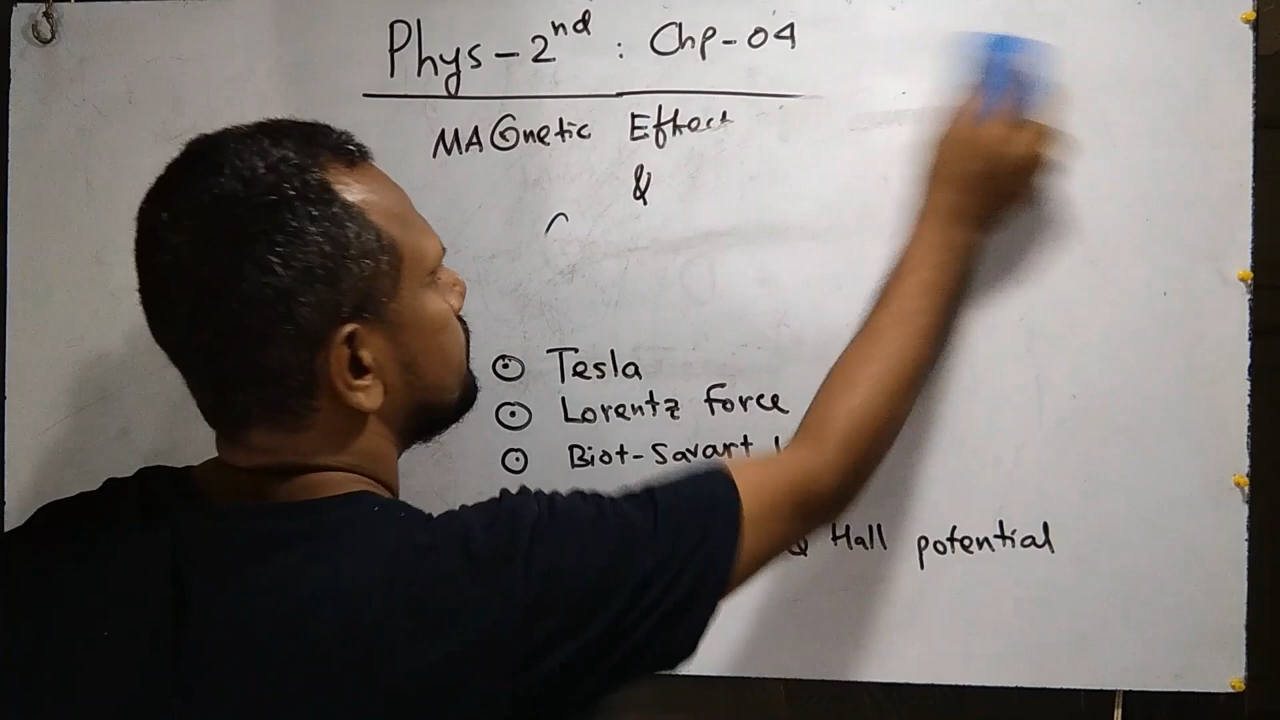 Phys-2nd : Chp-04
MAGnetic Effect
&
Tesla
Lorentz force
Biot-Savart
& Hall potential